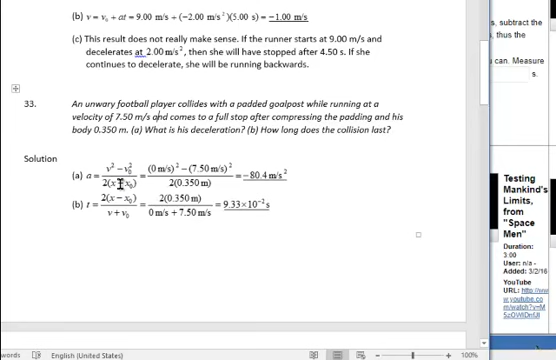 (b) v = v₀ + at = 9.00 m/s + (−2.00 m/s²)(5.00 s) = −1.00 m/s
(c) This result does not really make sense. If the runner starts at 9.00 m/s and
decelerates at 2.00 m/s², then she will have stopped after 4.50 s. If she
continues to decelerate, she will be running backwards.
33. An unwary football player collides with a padded goalpost while running at a
velocity of 7.50 m/s and comes to a full stop after compressing the padding and his
body 0.350 m. (a) What is his deceleration? (b) How long does the collision last?
Solution
(a) a = (v² − v₀²) / 2(x − x₀) = ((0 m/s)² − (7.50 m/s)²) / 2(0.350 m) = −80.4 m/s²
(b) t = 2(x − x₀) / (v + v₀) = 2(0.350 m) / (0 m/s + 7.50 m/s) = 9.33×10⁻² s
words English (United States) 100%
s, subtract the
, thus the
u can. Measure
s.
Testing
Mankind's
Limits,
from
"Space
Men"
Duration:
3:00
User: n/a -
Added: 3/2/16
YouTube
URL: http://ww
w.youtube.co
m/watch?v=M